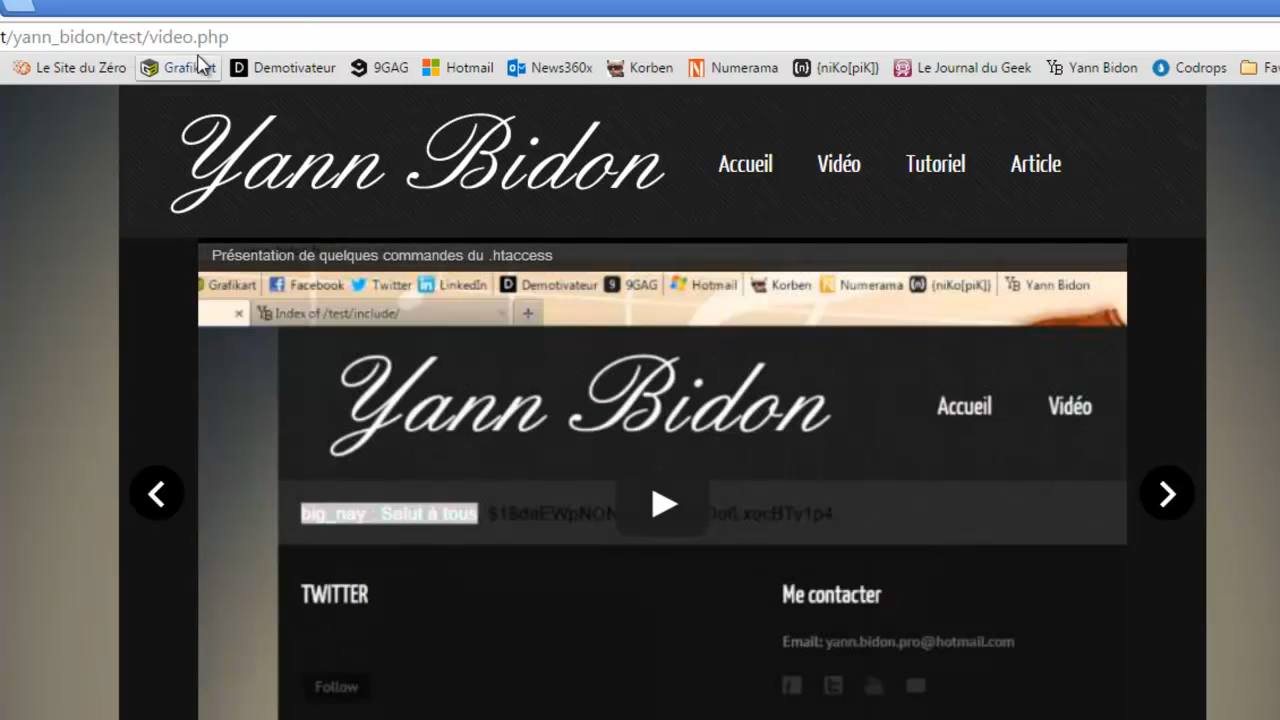 t/yann_bidon/test/video.php
Le Site du Zéro Grafikart Demotivateur 9GAG Hotmail News360x Korben Numerama {niKo[piK]} Le Journal du Geek Yann Bidon Codrops Fav
Yann Bidon Accueil Vidéo Tutoriel Article
Présentation de quelques commandes du .htaccess
Grafikart Facebook Twitter LinkedIn Demotivateur 9GAG Hotmail Korben Numerama {niKo[piK]} Yann Bidon
Index of /test/include/
Yann Bidon Accueil Vidéo
big_nay : Salut à tous
TWITTER Me contacter
Email: yann.bidon.pro@hotmail.com
Follow